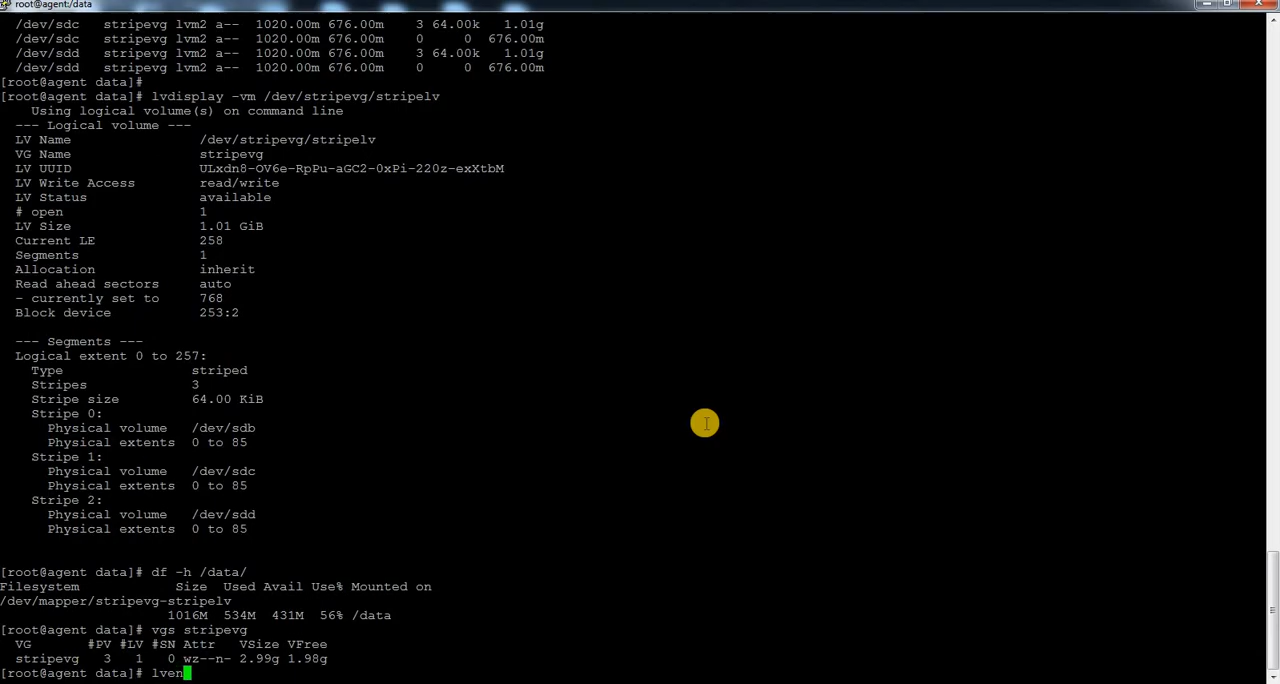 root@agent:/data
/dev/sdc   stripevg lvm2 a--  1020.00m 676.00m     3 64.00k   1.01g
/dev/sdc   stripevg lvm2 a--  1020.00m 676.00m     0     0  676.00m
/dev/sdd   stripevg lvm2 a--  1020.00m 676.00m     3 64.00k   1.01g
/dev/sdd   stripevg lvm2 a--  1020.00m 676.00m     0     0  676.00m
[root@agent data]#
[root@agent data]# lvdisplay -vm /dev/stripevg/stripelv
Using logical volume(s) on command line
--- Logical volume ---
LV Name                /dev/stripevg/stripelv
VG Name                stripevg
LV UUID                ULxdn8-OV6e-RpPu-aGC2-0xPi-220z-exXtbM
LV Write Access        read/write
LV Status              available
# open                 1
LV Size                1.01 GiB
Current LE             258
Segments               1
Allocation             inherit
Read ahead sectors     auto
- currently set to     768
Block device           253:2
--- Segments ---
Logical extent 0 to 257:
Type                 striped
Stripes              3
Stripe size          64.00 KiB
Stripe 0:
Physical volume    /dev/sdb
Physical extents   0 to 85
Stripe 1:
Physical volume    /dev/sdc
Physical extents   0 to 85
Stripe 2:
Physical volume    /dev/sdd
Physical extents   0 to 85
[root@agent data]# df -h /data/
Filesystem            Size  Used Avail Use% Mounted on
/dev/mapper/stripevg-stripelv
1016M  534M  431M  56% /data
[root@agent data]# vgs stripevg
VG       #PV #LV #SN Attr   VSize VFree
stripevg   3   1   0 wz--n- 2.99g 1.98g
[root@agent data]# lven